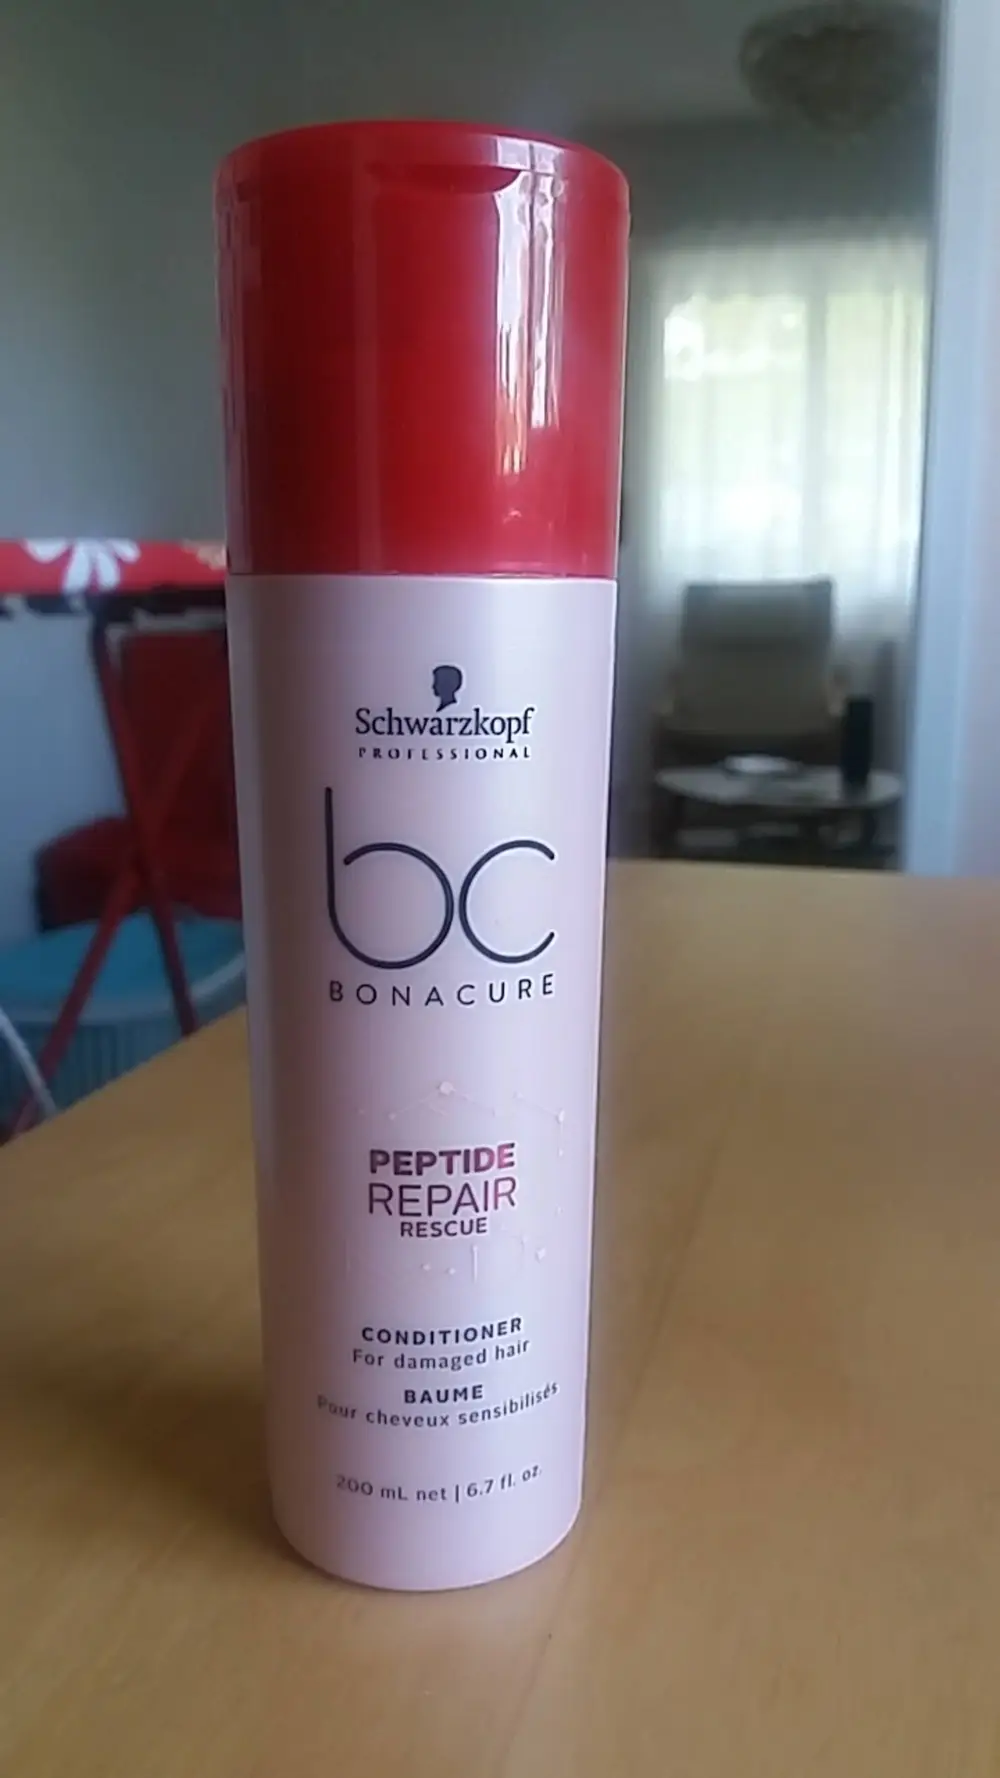 Schwarzkopf
PROFESSIONAL
bc
BONACURE
PEPTIDE
REPAIR
RESCUE
CONDITIONER
For damaged hair
BAUME
Pour cheveux sensibilisés
200 mL net | 6.7 fl. oz.